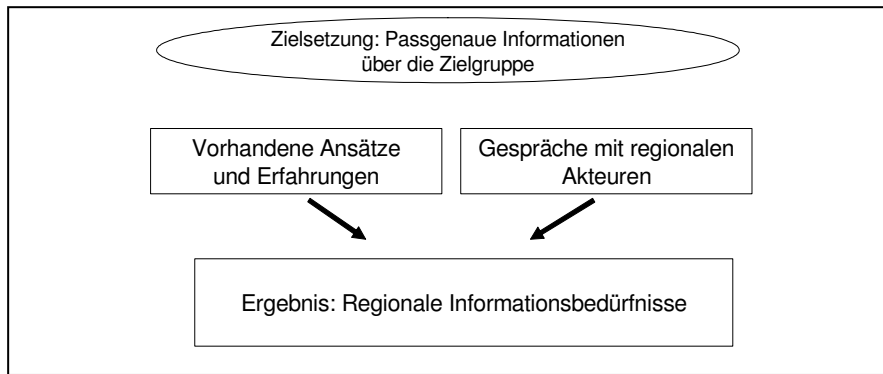 Zielsetzung: Passgenaue Informationen
über die Zielgruppe
Vorhandene Ansätze
und Erfahrungen
Gespräche mit regionalen
Akteuren
Ergebnis: Regionale Informationsbedürfnisse